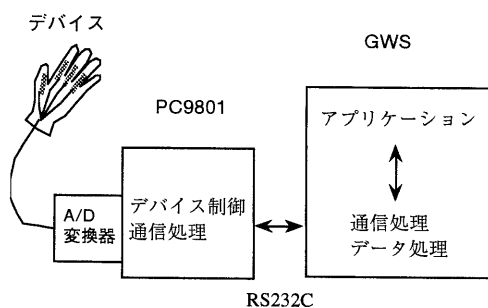 デバイス
GWS
PC9801
アプリケーション
A/D
変換器
デバイス制御
通信処理
通信処理
データ処理
RS232C